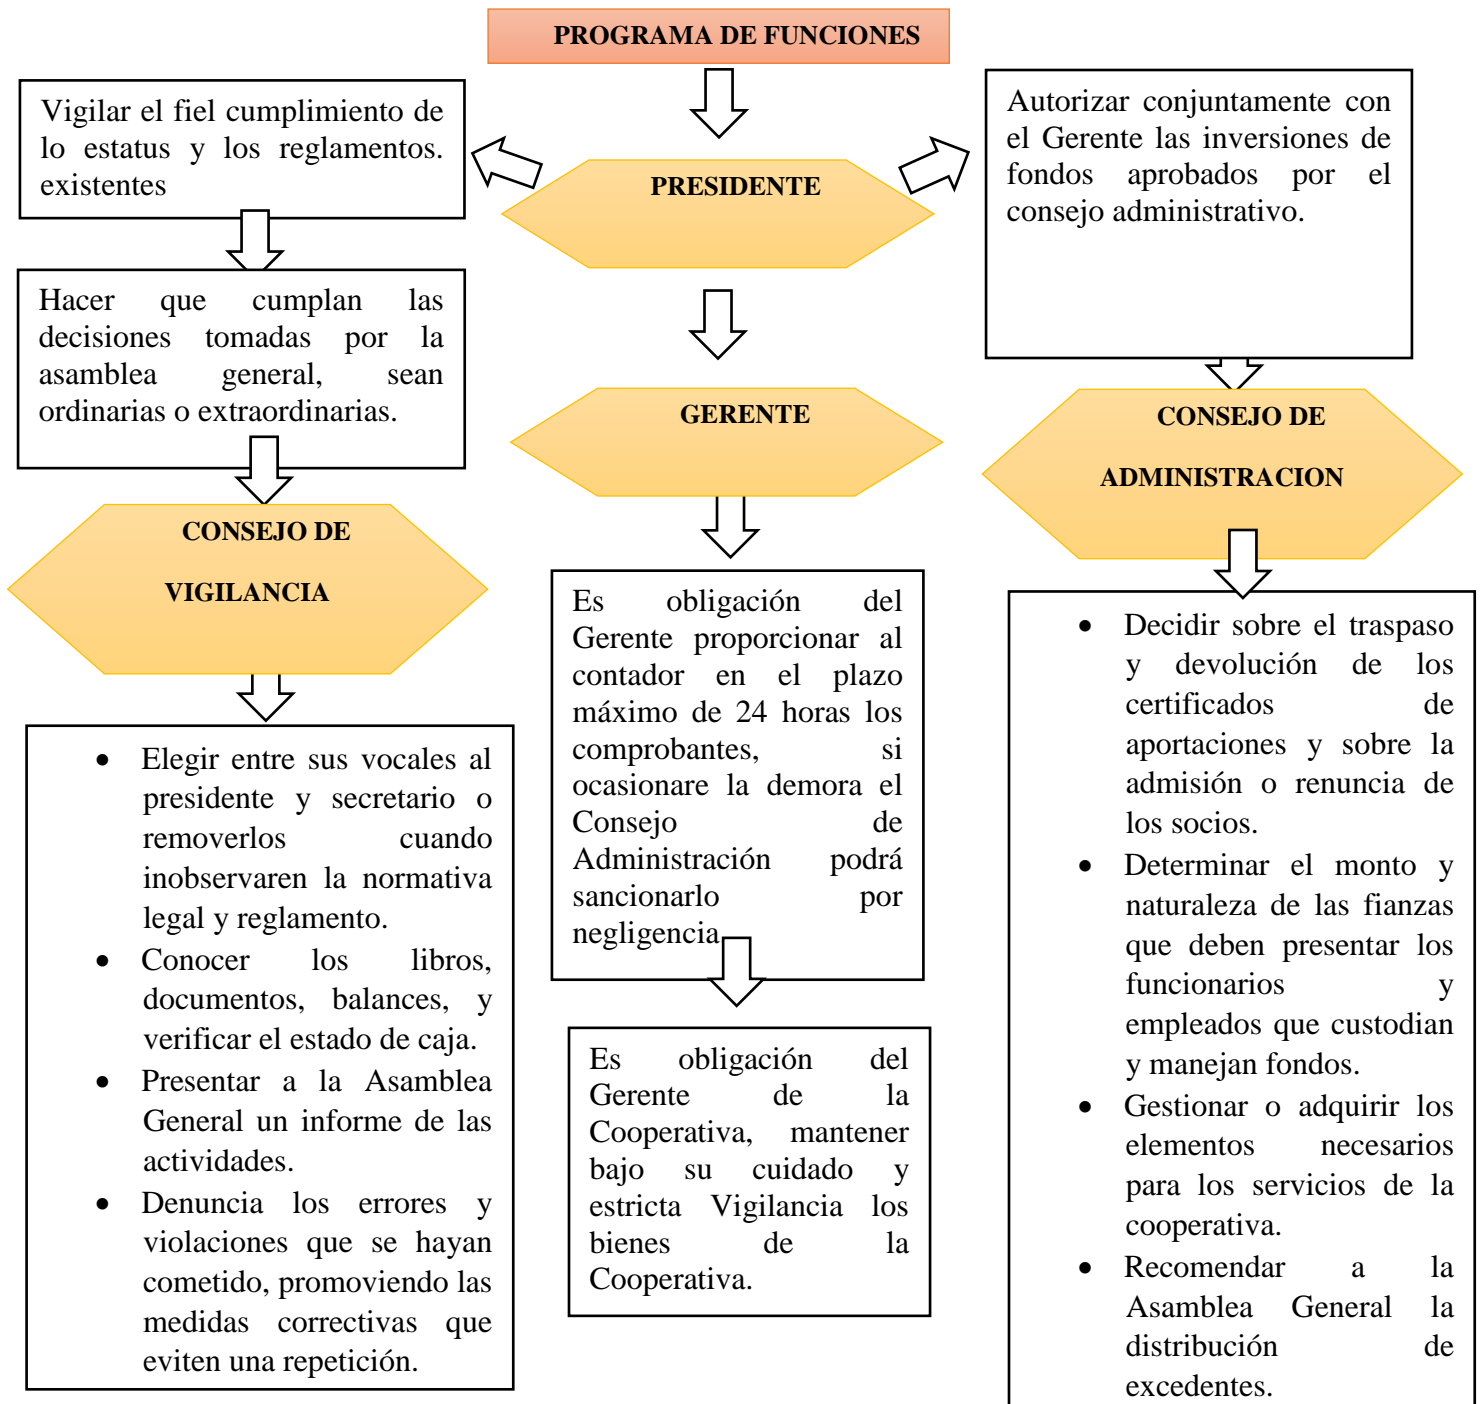 PROGRAMA DE FUNCIONES
Vigilar el fiel cumplimiento de
lo estatus y los reglamentos.
existentes
PRESIDENTE
Autorizar conjuntamente con
el Gerente las inversiones de
fondos aprobados por el
consejo administrativo.
Hacer que cumplan las
decisiones tomadas por la
asamblea general, sean
ordinarias o extraordinarias.
GERENTE
CONSEJO DE
ADMINISTRACION
CONSEJO DE
VIGILANCIA
Es obligación del
Gerente proporcionar al
contador en el plazo
máximo de 24 horas los
comprobantes, si
ocasionare la demora el
Consejo de
Administración podrá
sancionarlo por
negligencia
Es obligación del
Gerente de la
Cooperativa, mantener
bajo su cuidado y
estricta Vigilancia los
bienes de la
Cooperativa.
• Elegir entre sus vocales al
presidente y secretario o
removerlos cuando
inobservaren la normativa
legal y reglamento.
• Conocer los libros,
documentos, balances, y
verificar el estado de caja.
• Presentar a la Asamblea
General un informe de las
actividades.
• Denuncia los errores y
violaciones que se hayan
cometido, promoviendo las
medidas correctivas que
eviten una repetición.
• Decidir sobre el traspaso
y devolución de los
certificados de
aportaciones y sobre la
admisión o renuncia de
los socios.
• Determinar el monto y
naturaleza de las fianzas
que deben presentar los
funcionarios y
empleados que custodian
y manejan fondos.
• Gestionar o adquirir los
elementos necesarios
para los servicios de la
cooperativa.
• Recomendar a la
Asamblea General la
distribución de
excedentes.